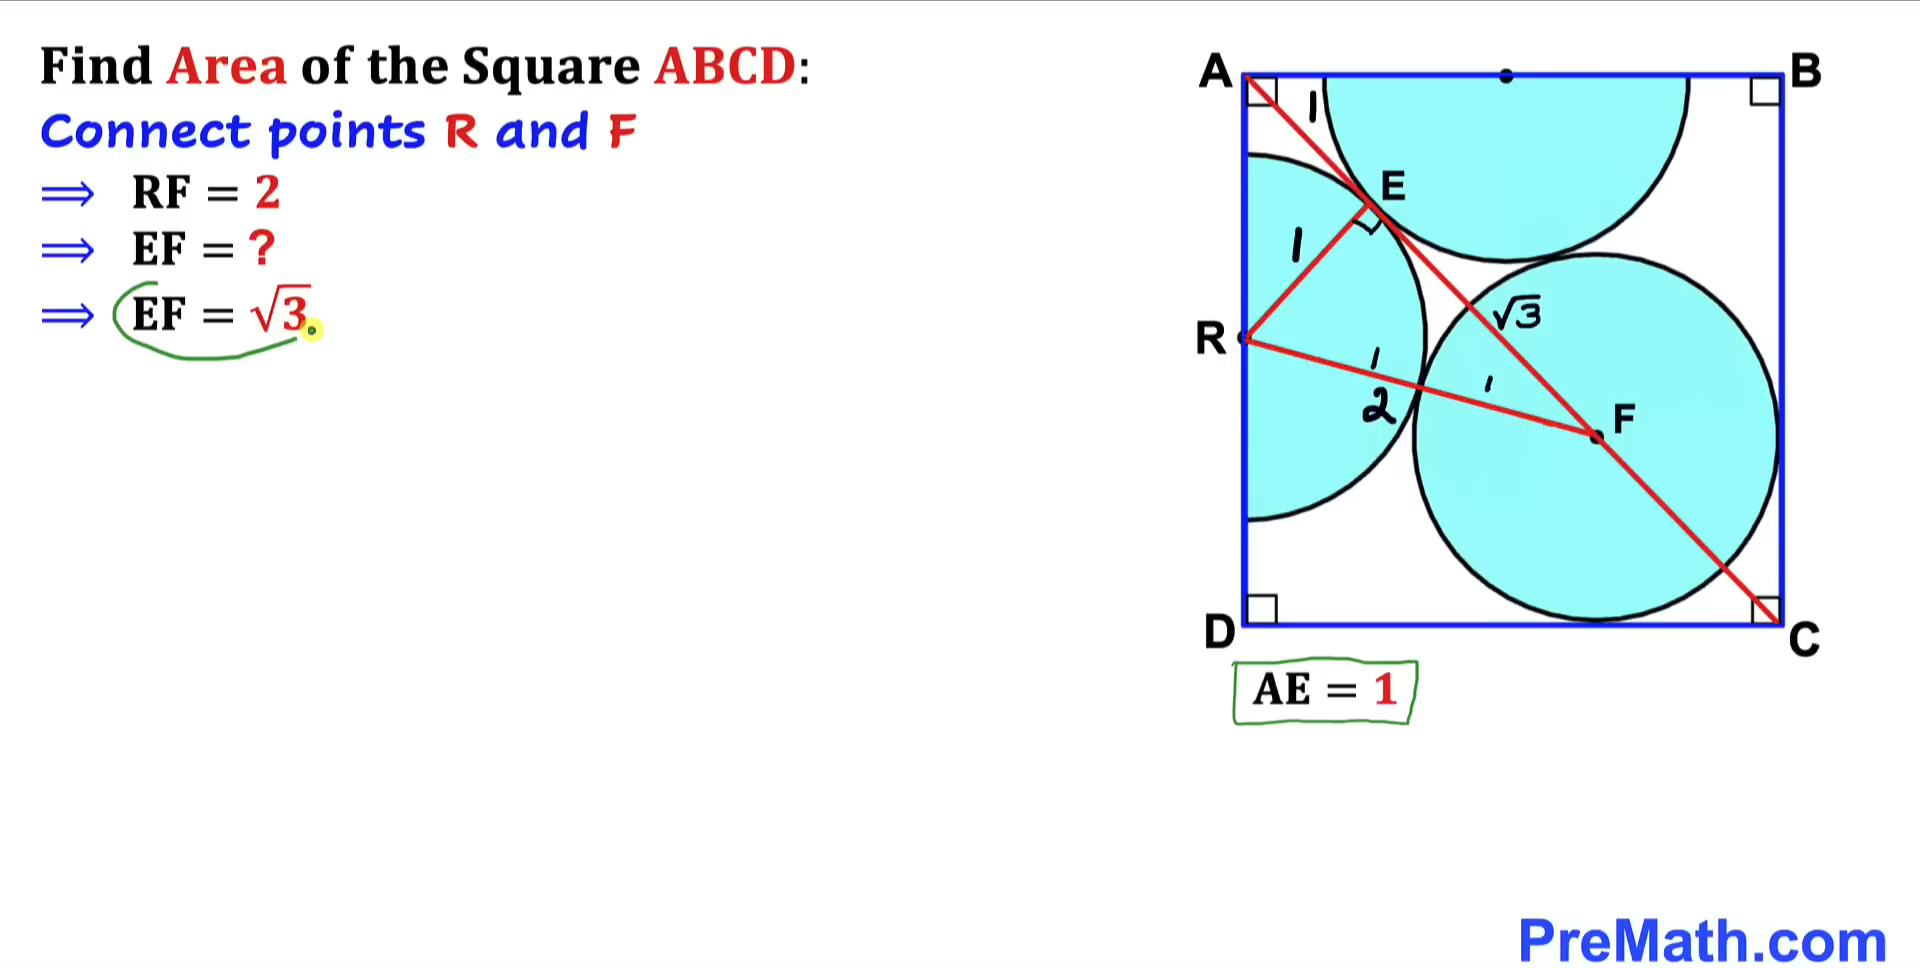 Find Area of the Square ABCD:
Connect points R and F
⟹ RF = 2
⟹ EF = ?
⟹ EF = √3
A
B
1
E
1
R
√3
1
1
2
F
D
C
AE = 1
PreMath.com